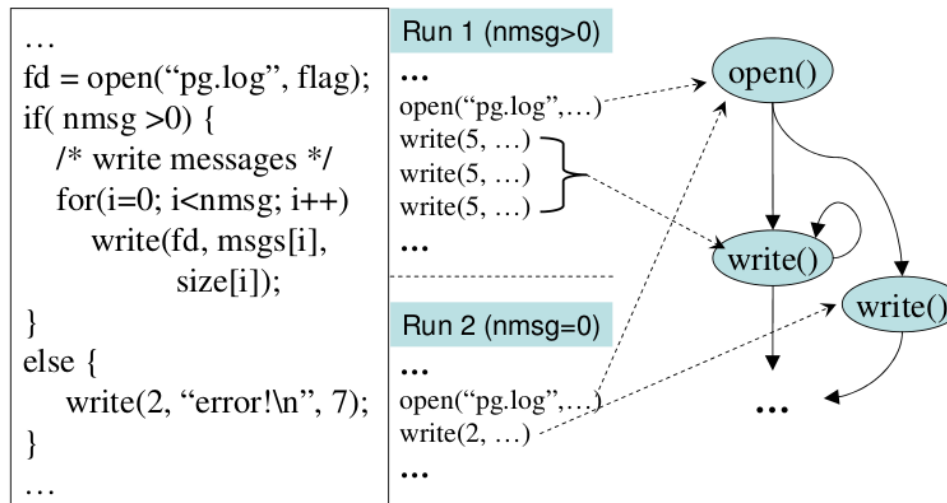 …
fd = open(“pg.log”, flag);
if( nmsg >0) {
/* write messages */
for(i=0; i<nmsg; i++)
write(fd, msgs[i],
size[i]);
}
else {
write(2, “error!\n”, 7);
}
…
Run 1 (nmsg>0)
…
open(“pg.log”,…)
write(5, …)
write(5, …)
write(5, …)
…
Run 2 (nmsg=0)
…
open(“pg.log”,…)
write(2, …)
…
open()
write()
write()
…